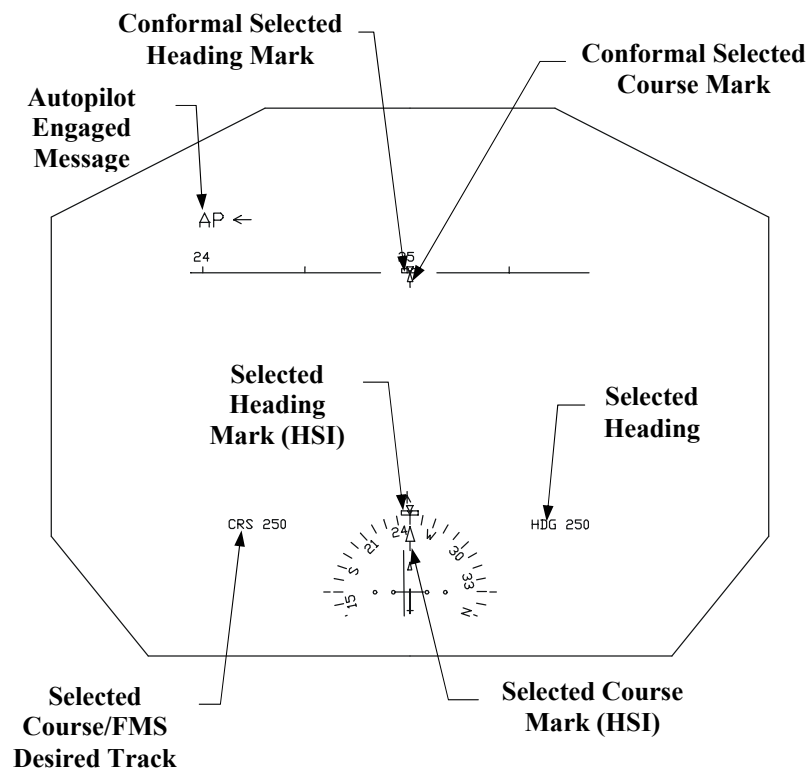 Conformal Selected
Heading Mark
Conformal Selected
Course Mark
Autopilot
Engaged
Message
AP ←
24
25
Selected
Heading
Mark (HSI)
Selected
Heading
CRS 250
HDG 250
15
S
21
24
W
30
33
N
Selected
Course/FMS
Desired Track
Selected Course
Mark (HSI)